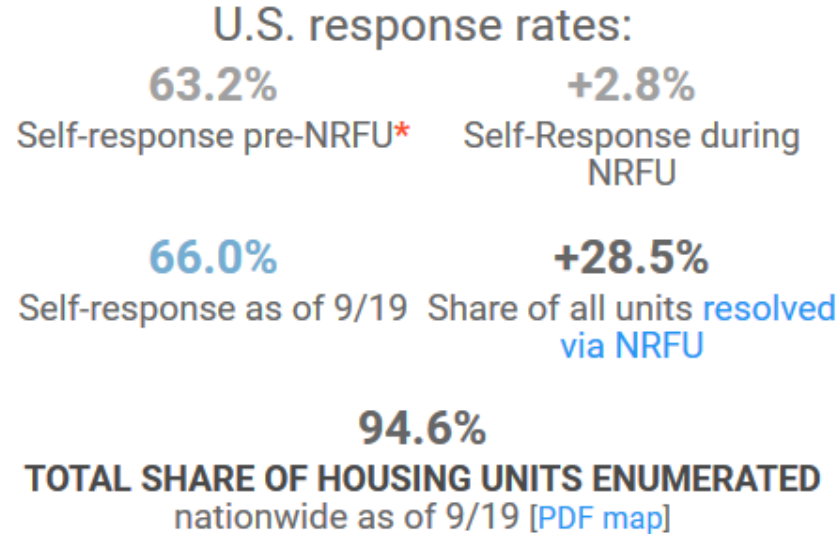 U.S. response rates:
63.2%
Self-response pre-NRFU*
+2.8%
Self-Response during
NRFU
66.0%
Self-response as of 9/19
+28.5%
Share of all units resolved
via NRFU
94.6%
TOTAL SHARE OF HOUSING UNITS ENUMERATED
nationwide as of 9/19 [PDF map]